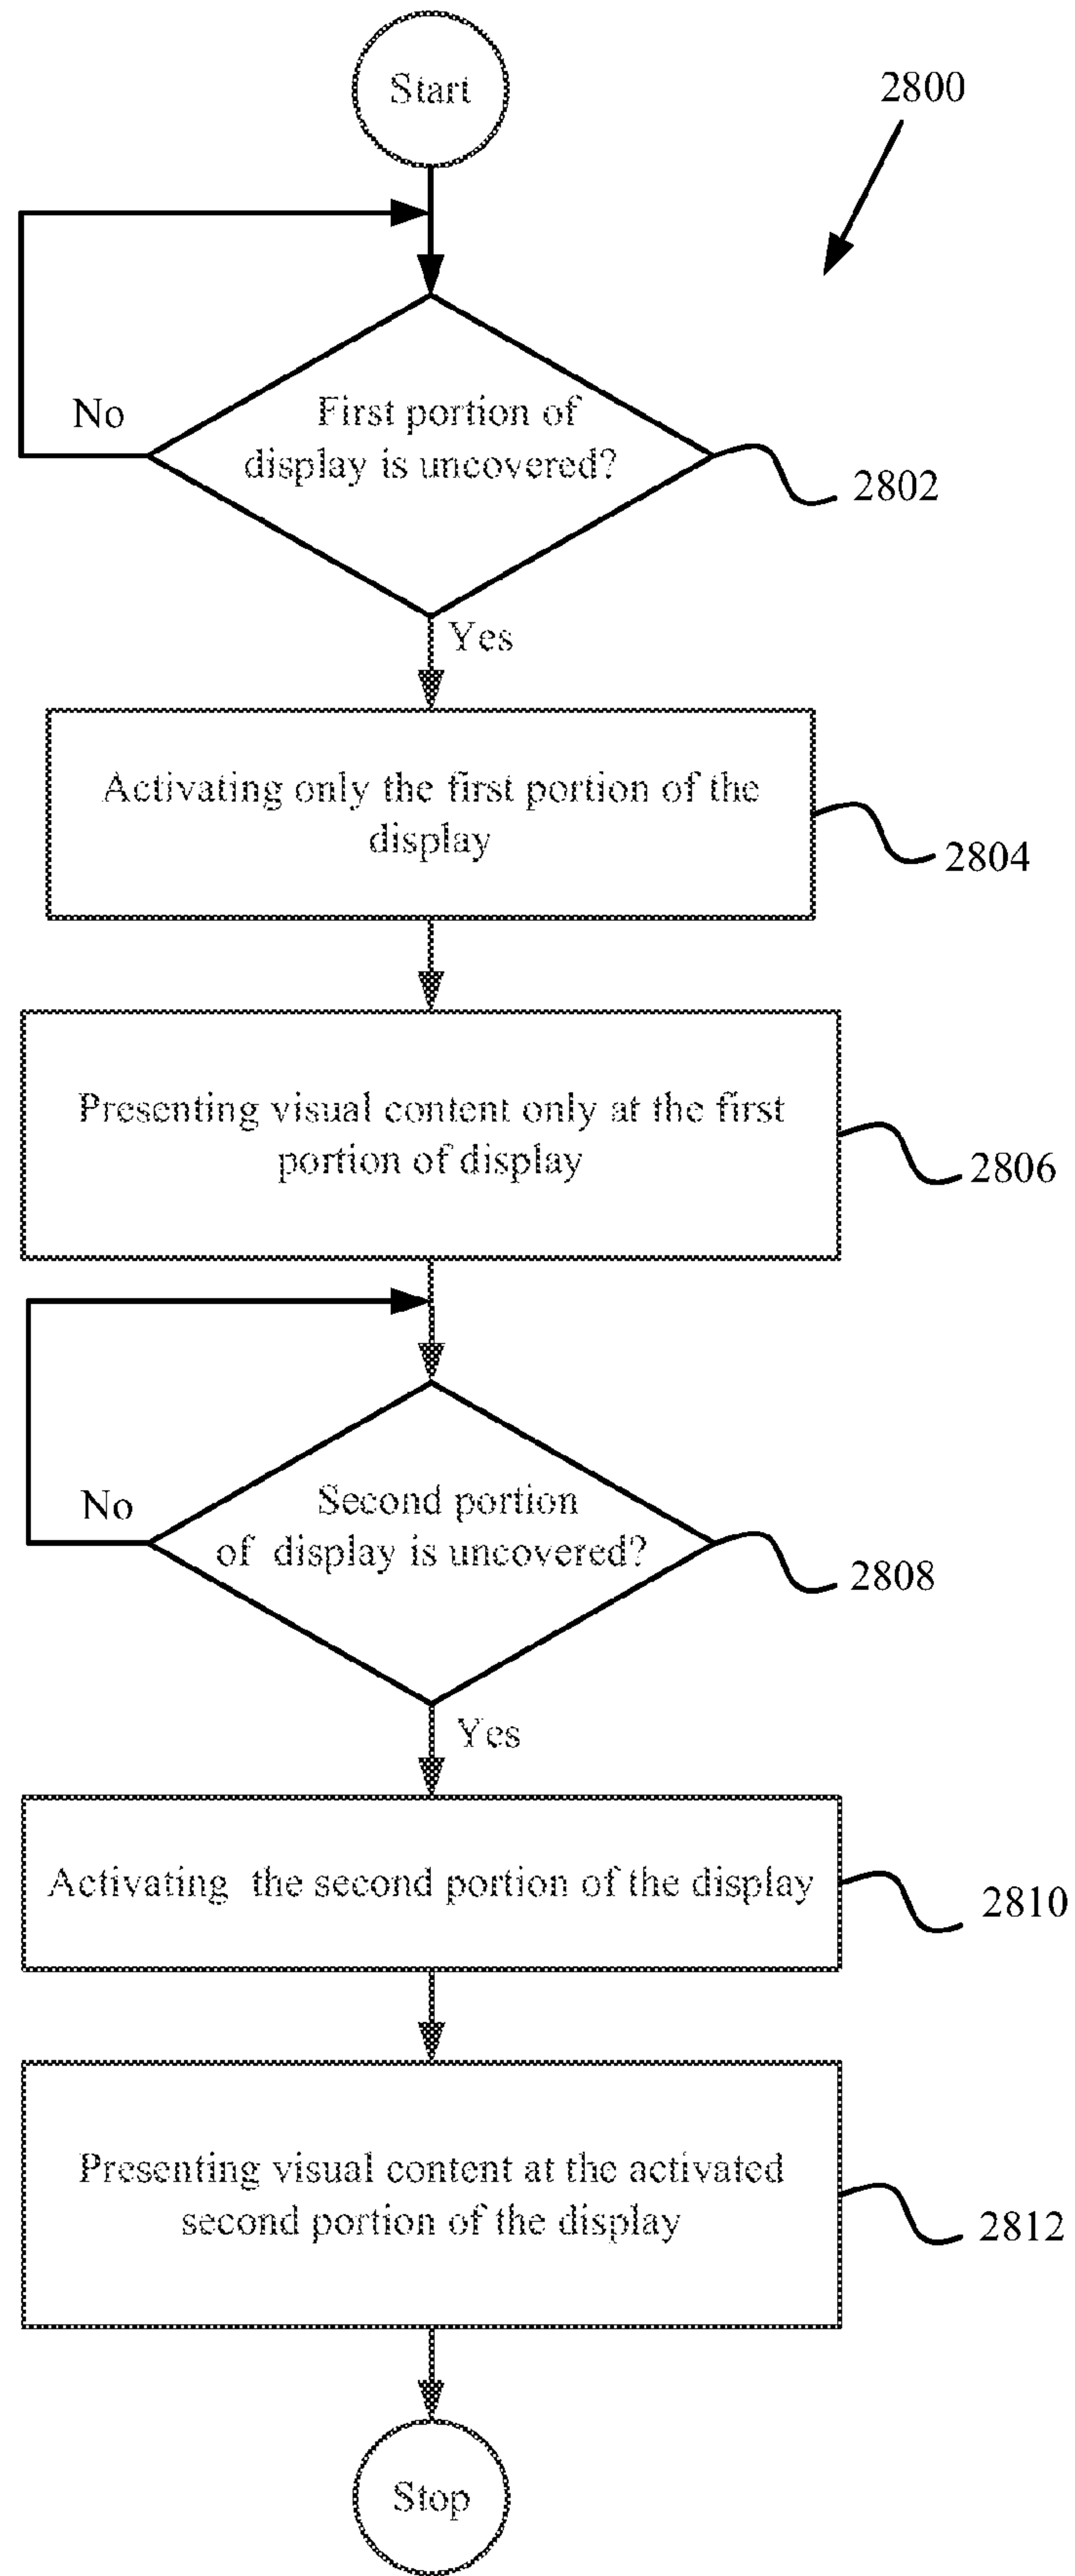 Start
2800
No
First portion of
display is uncovered?
2802
Yes
Activating only the first portion of the
display
2804
Presenting visual content only at the first
portion of display
2806
No
Second portion
of display is uncovered?
2808
Yes
Activating the second portion of the display
2810
Presenting visual content at the activated
second portion of the display
2812
Stop